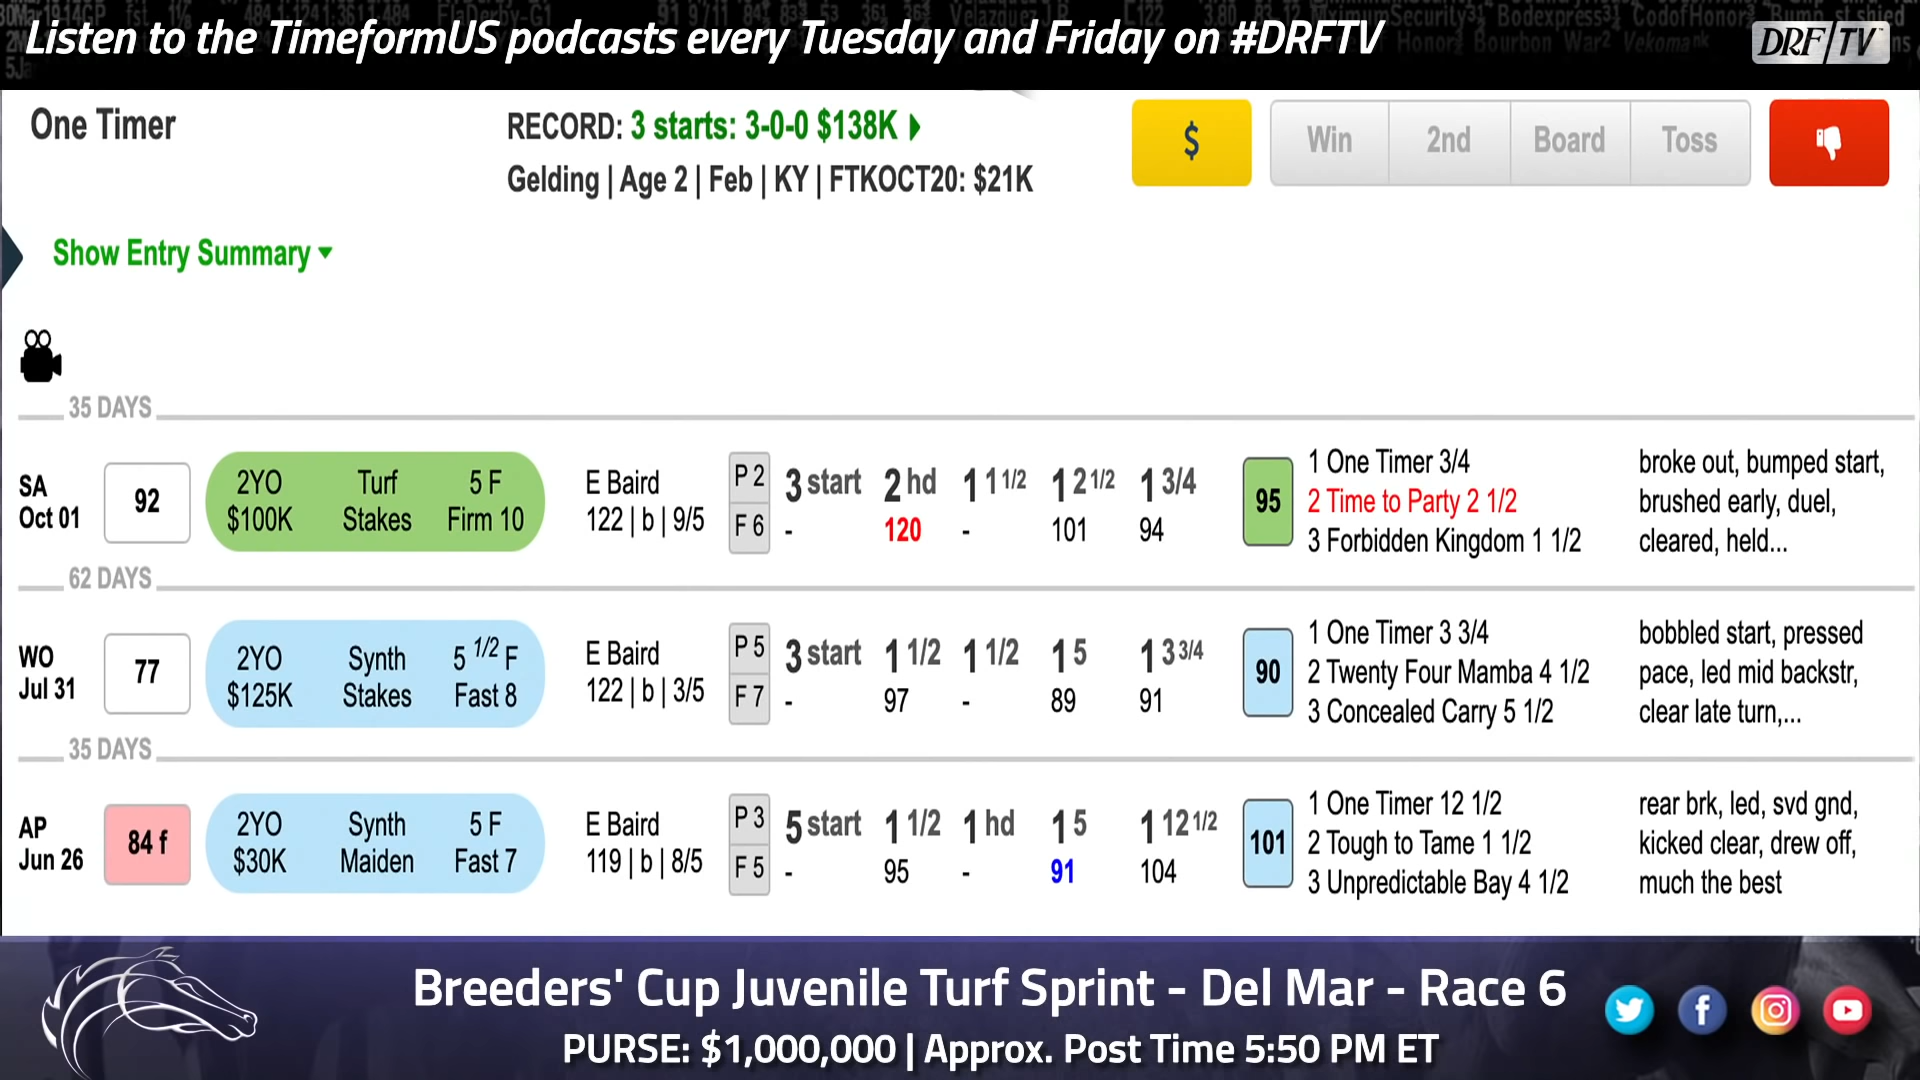 Listen to the TimeformUS podcasts every Tuesday and Friday on #DRFTV
DRF TV
One Timer
RECORD: 3 starts: 3-0-0 $138K
Gelding | Age 2 | Feb | KY | FTKOCT20: $21K
$
Win 2nd Board Toss
Show Entry Summary
35 DAYS
SA Oct 01
92
2YO Turf 5 F
$100K Stakes Firm 10
E Baird
122 | b | 9/5
P 2
F 6
3 start 2 hd 1 1 1/2 1 2 1/2 1 3/4
- 120 - 101 94
95
1 One Timer 3/4
2 Time to Party 2 1/2
3 Forbidden Kingdom 1 1/2
broke out, bumped start,
brushed early, duel,
cleared, held...
62 DAYS
WO Jul 31
77
2YO Synth 5 1/2 F
$125K Stakes Fast 8
E Baird
122 | b | 3/5
P 5
F 7
3 start 1 1/2 1 1/2 1 5 1 3 3/4
- 97 - 89 91
90
1 One Timer 3 3/4
2 Twenty Four Mamba 4 1/2
3 Concealed Carry 5 1/2
bobbled start, pressed
pace, led mid backstr,
clear late turn,...
35 DAYS
AP Jun 26
84 f
2YO Synth 5 F
$30K Maiden Fast 7
E Baird
119 | b | 8/5
P 3
F 5
5 start 1 1/2 1 hd 1 5 1 12 1/2
- 95 - 91 104
101
1 One Timer 12 1/2
2 Tough to Tame 1 1/2
3 Unpredictable Bay 4 1/2
rear brk, led, svd gnd,
kicked clear, drew off,
much the best
Breeders' Cup Juvenile Turf Sprint - Del Mar - Race 6
PURSE: $1,000,000 | Approx. Post Time 5:50 PM ET